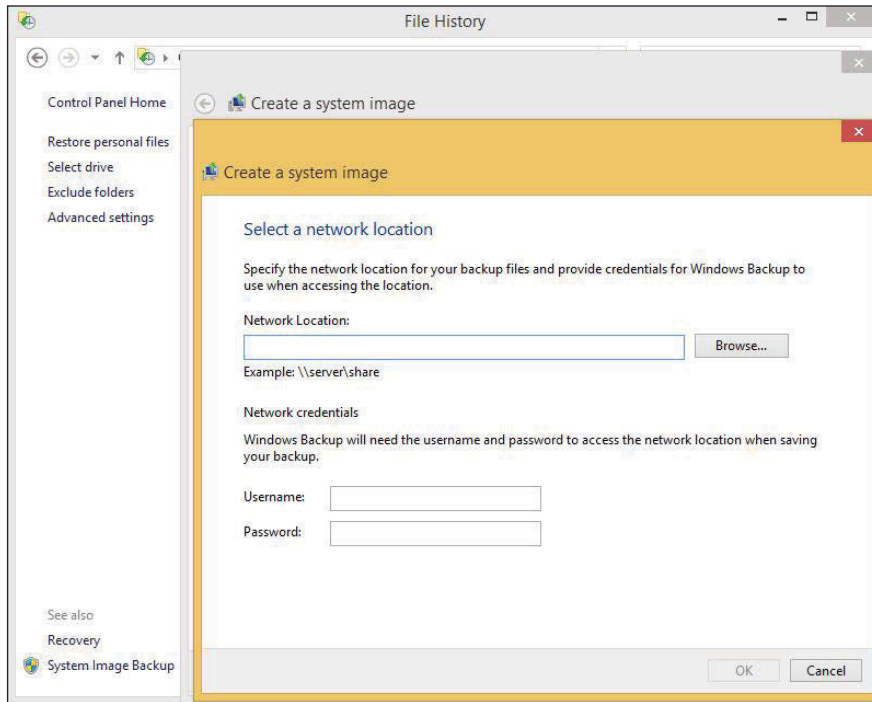 File History
Control Panel Home
Restore personal files
Select drive
Exclude folders
Advanced settings
See also
Recovery
System Image Backup
Create a system image
Create a system image
Select a network location
Specify the network location for your backup files and provide credentials for Windows Backup to
use when accessing the location.
Network Location:
Browse...
Example: \\server\share
Network credentials
Windows Backup will need the username and password to access the network location when saving
your backup.
Username:
Password:
OK
Cancel